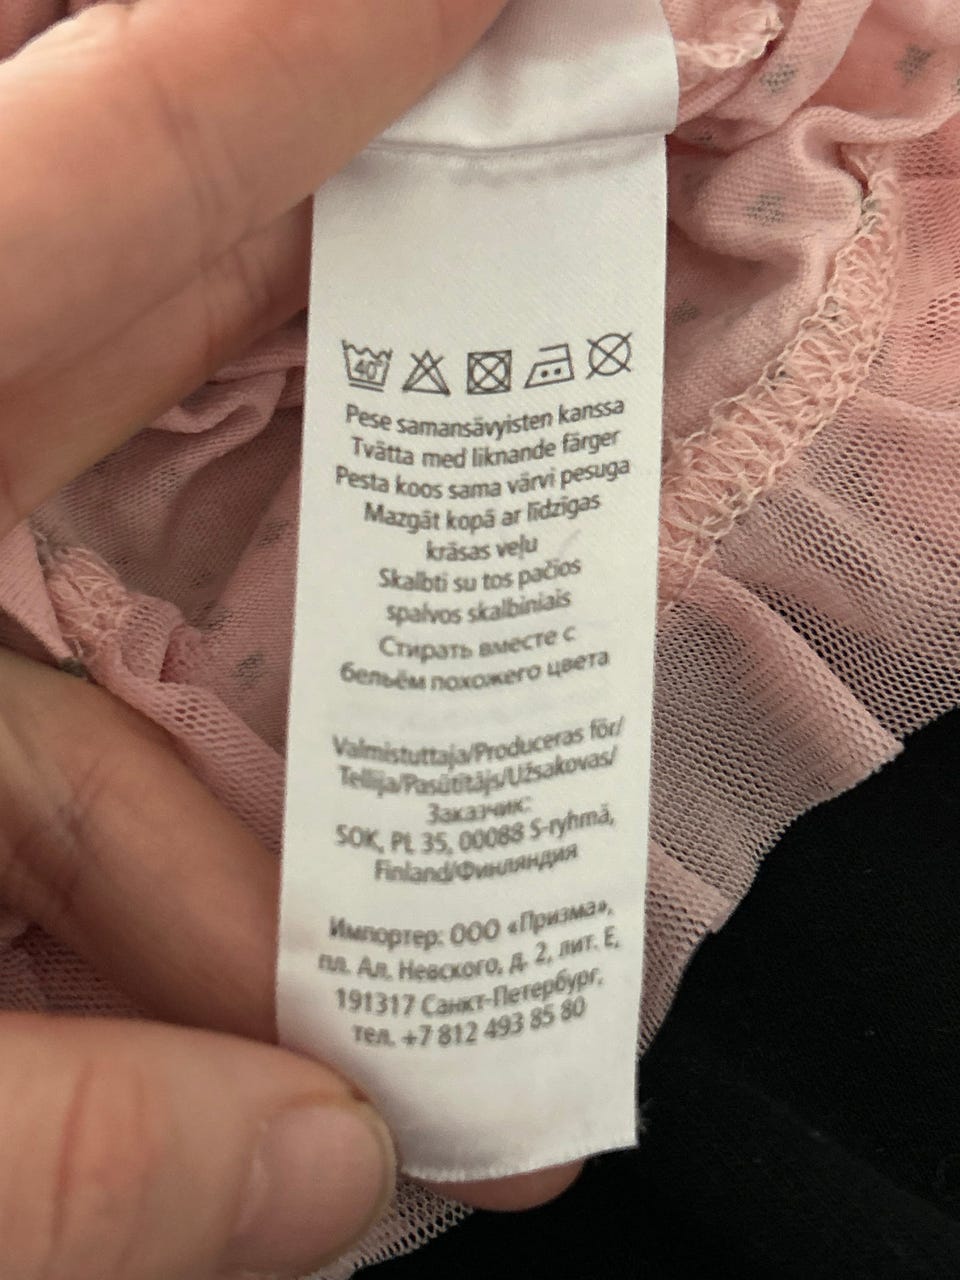 40°
Pese samansävyisten kanssa
Tvätta med liknande färger
Pesta koos sama värvi pesuga
Mazgāt kopā ar līdzīgas
krāsas veļu
Skalbti su tos pačios
spalvos skalbiniais
Стирать вместе с
бельём похожего цвета
Valmistuttaja/Produceras för/
Tellija/Pasūtītājs/Užsakovas/
Заказчик:
SOK, PL 35, 00088 S-ryhmä,
Finland/Финляндия
Импортер: ООО «Призма»,
пл. Ал. Невского, д. 2, лит. Е,
191317 Санкт-Петербург,
тел. +7 812 493 85 80